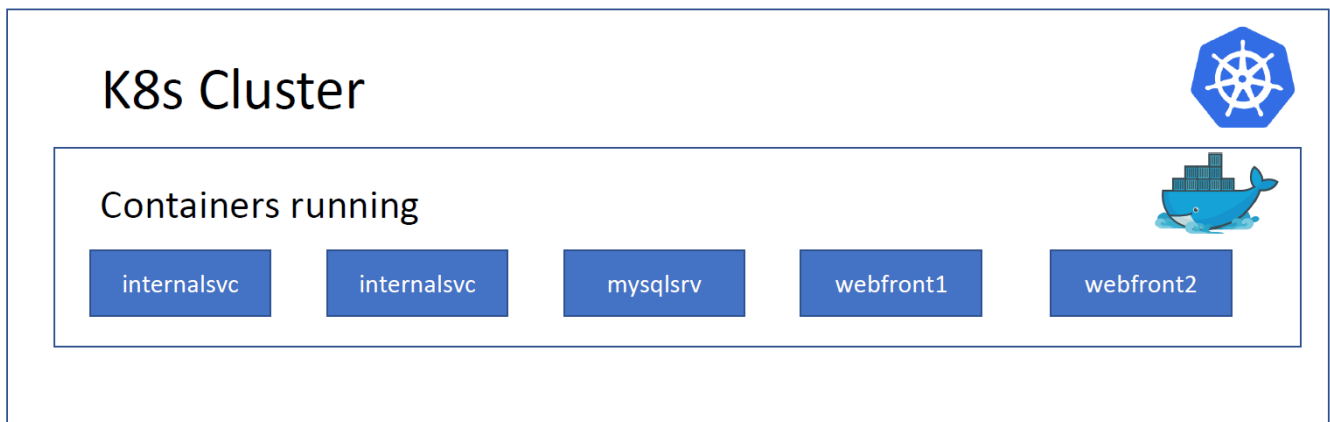 K8s Cluster
Containers running
internalsvc
internalsvc
mysqlsrv
webfront1
webfront2